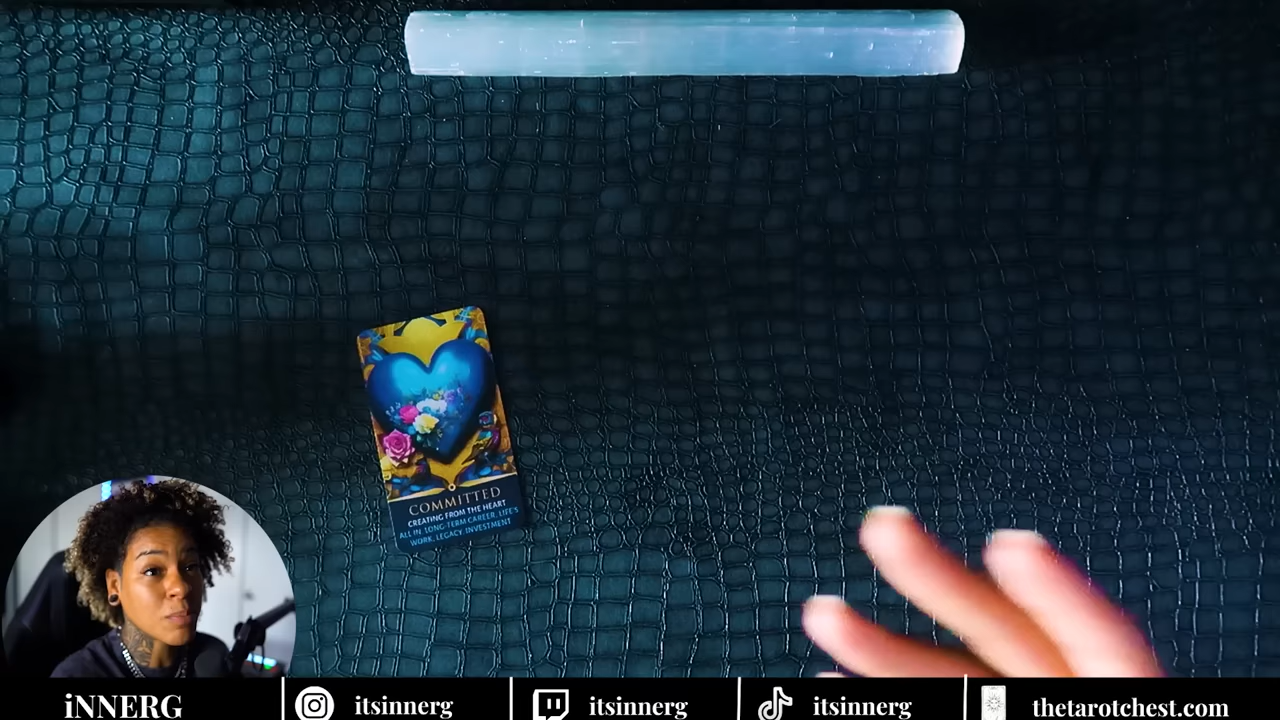 COMMITTED
CREATING FROM THE HEART
ALL IN, LONG-TERM CAREER, LIFE'S
WORK, LEGACY, INVESTMENT
iNNERG
itsinnerg
itsinnerg
itsinnerg
thetarotchest.com